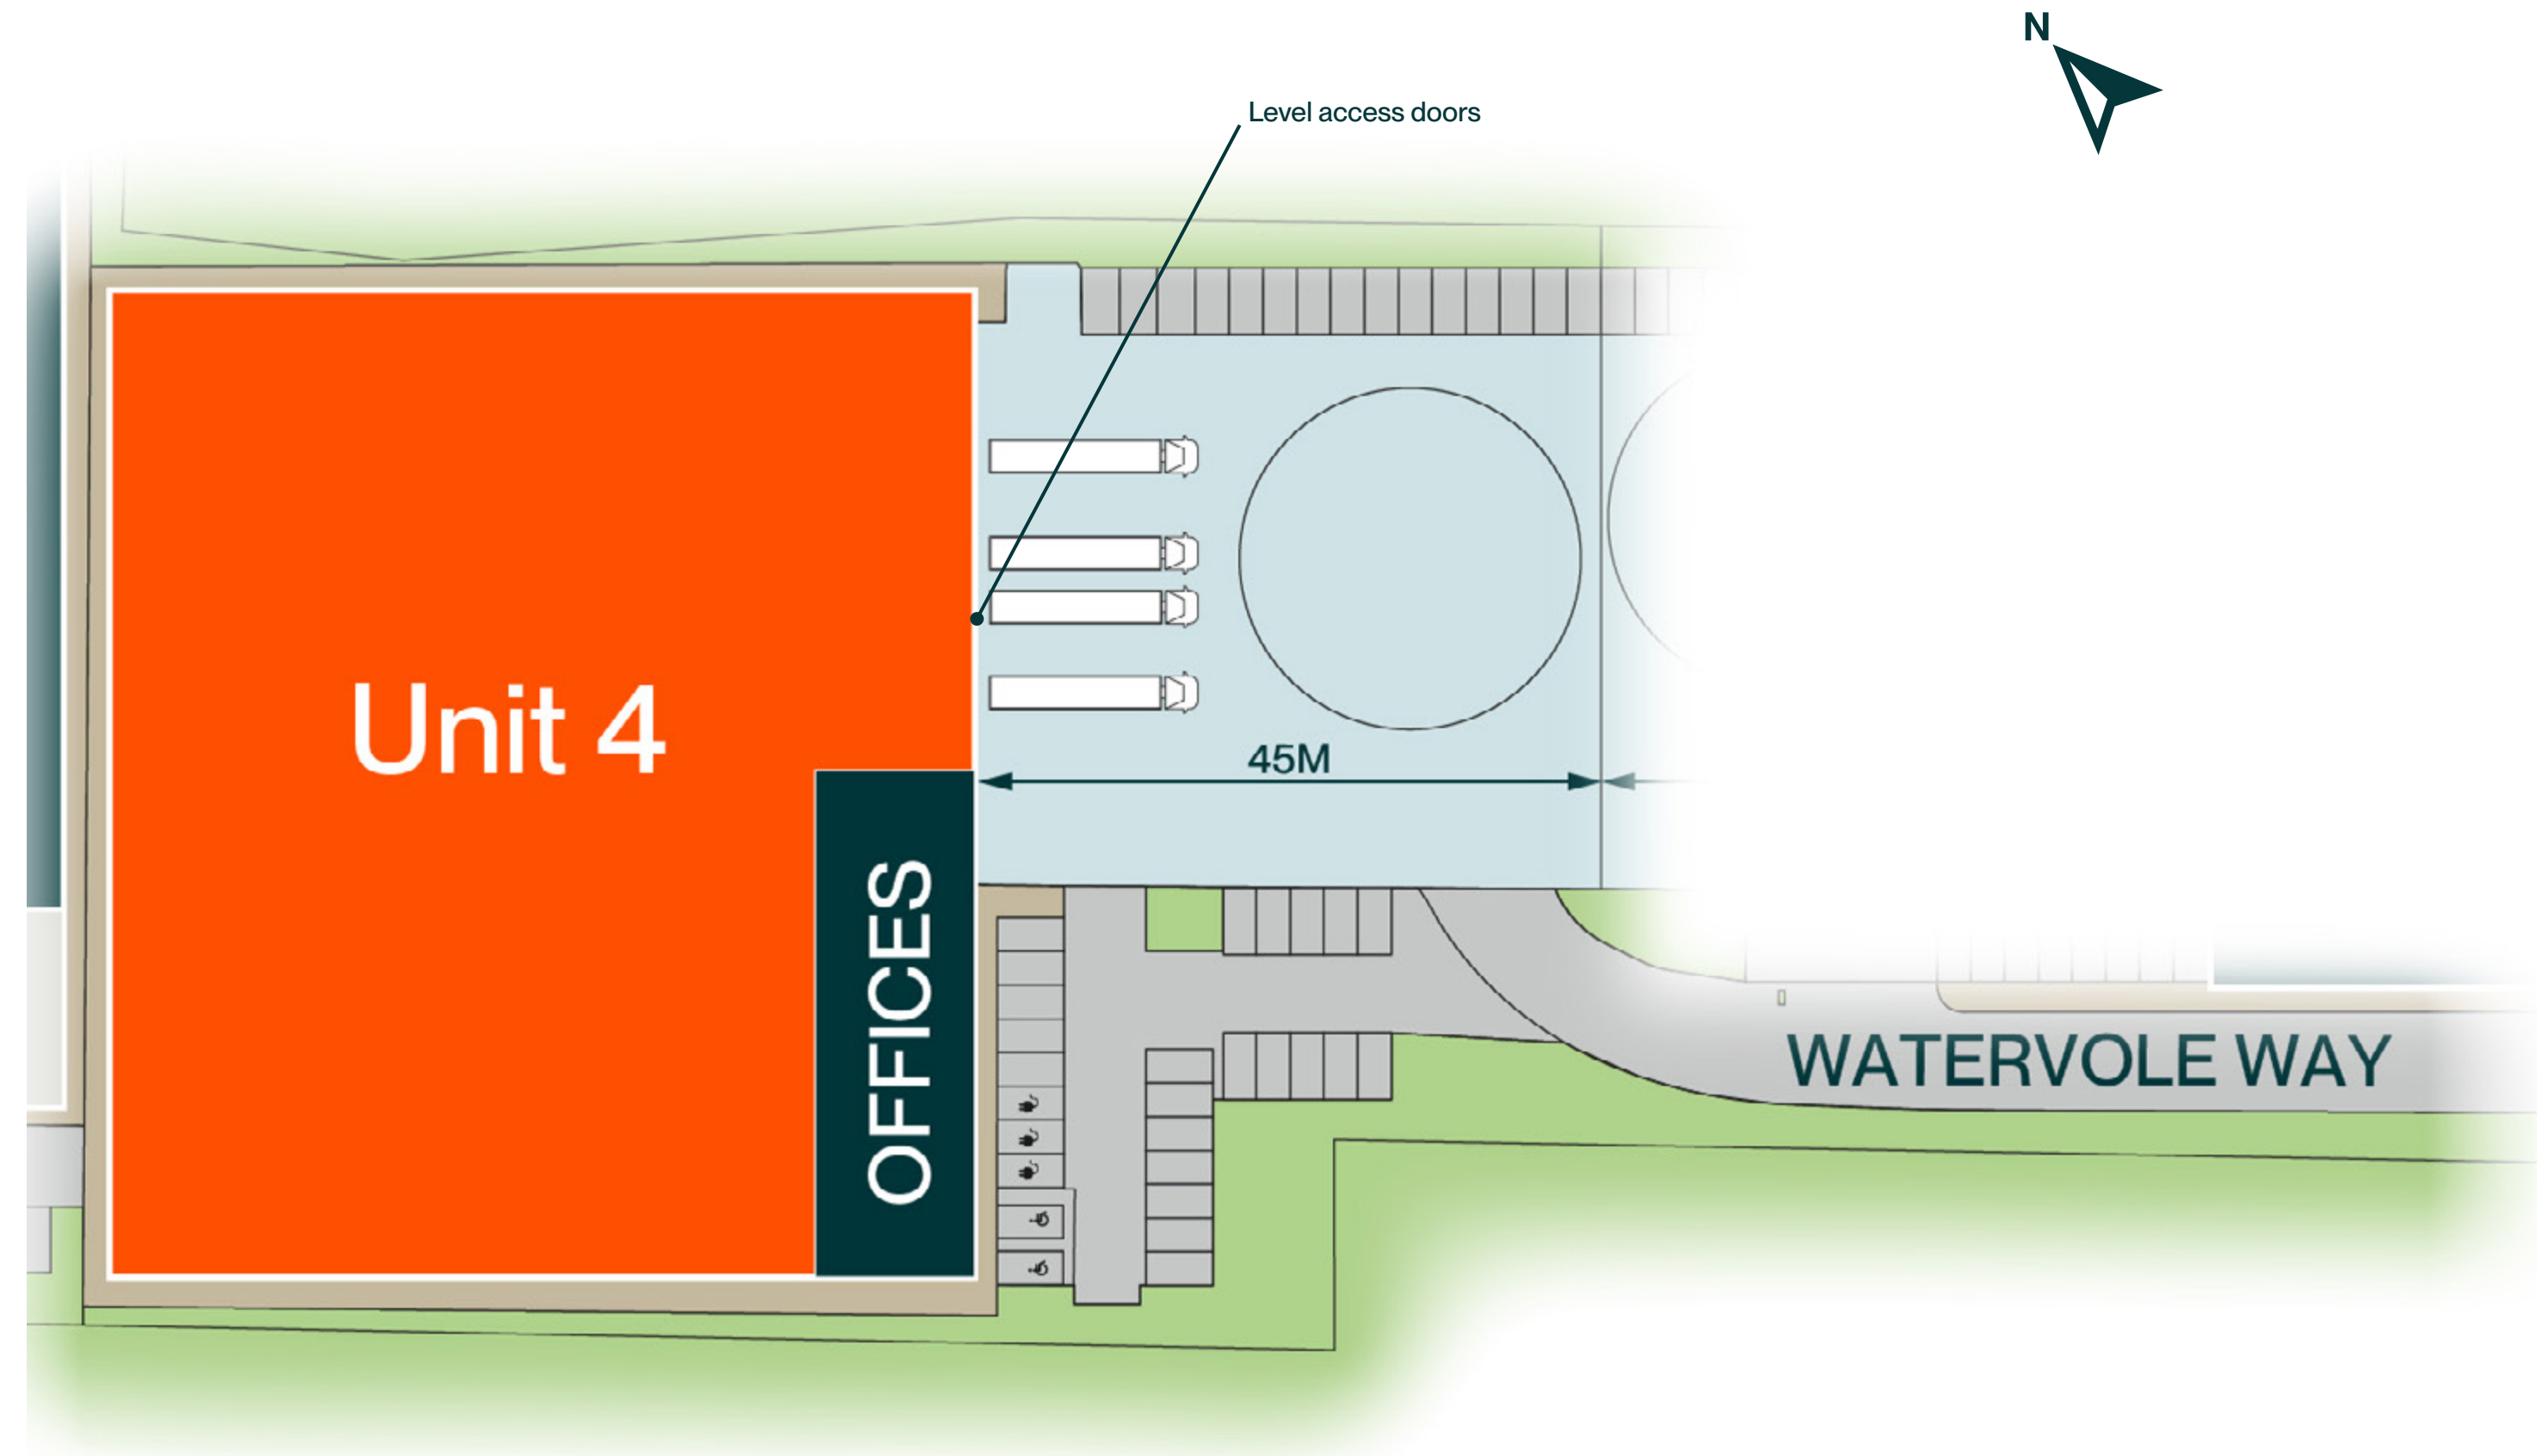 N
Level access doors
Unit 4
45M
OFFICES
WATERVOLE WAY